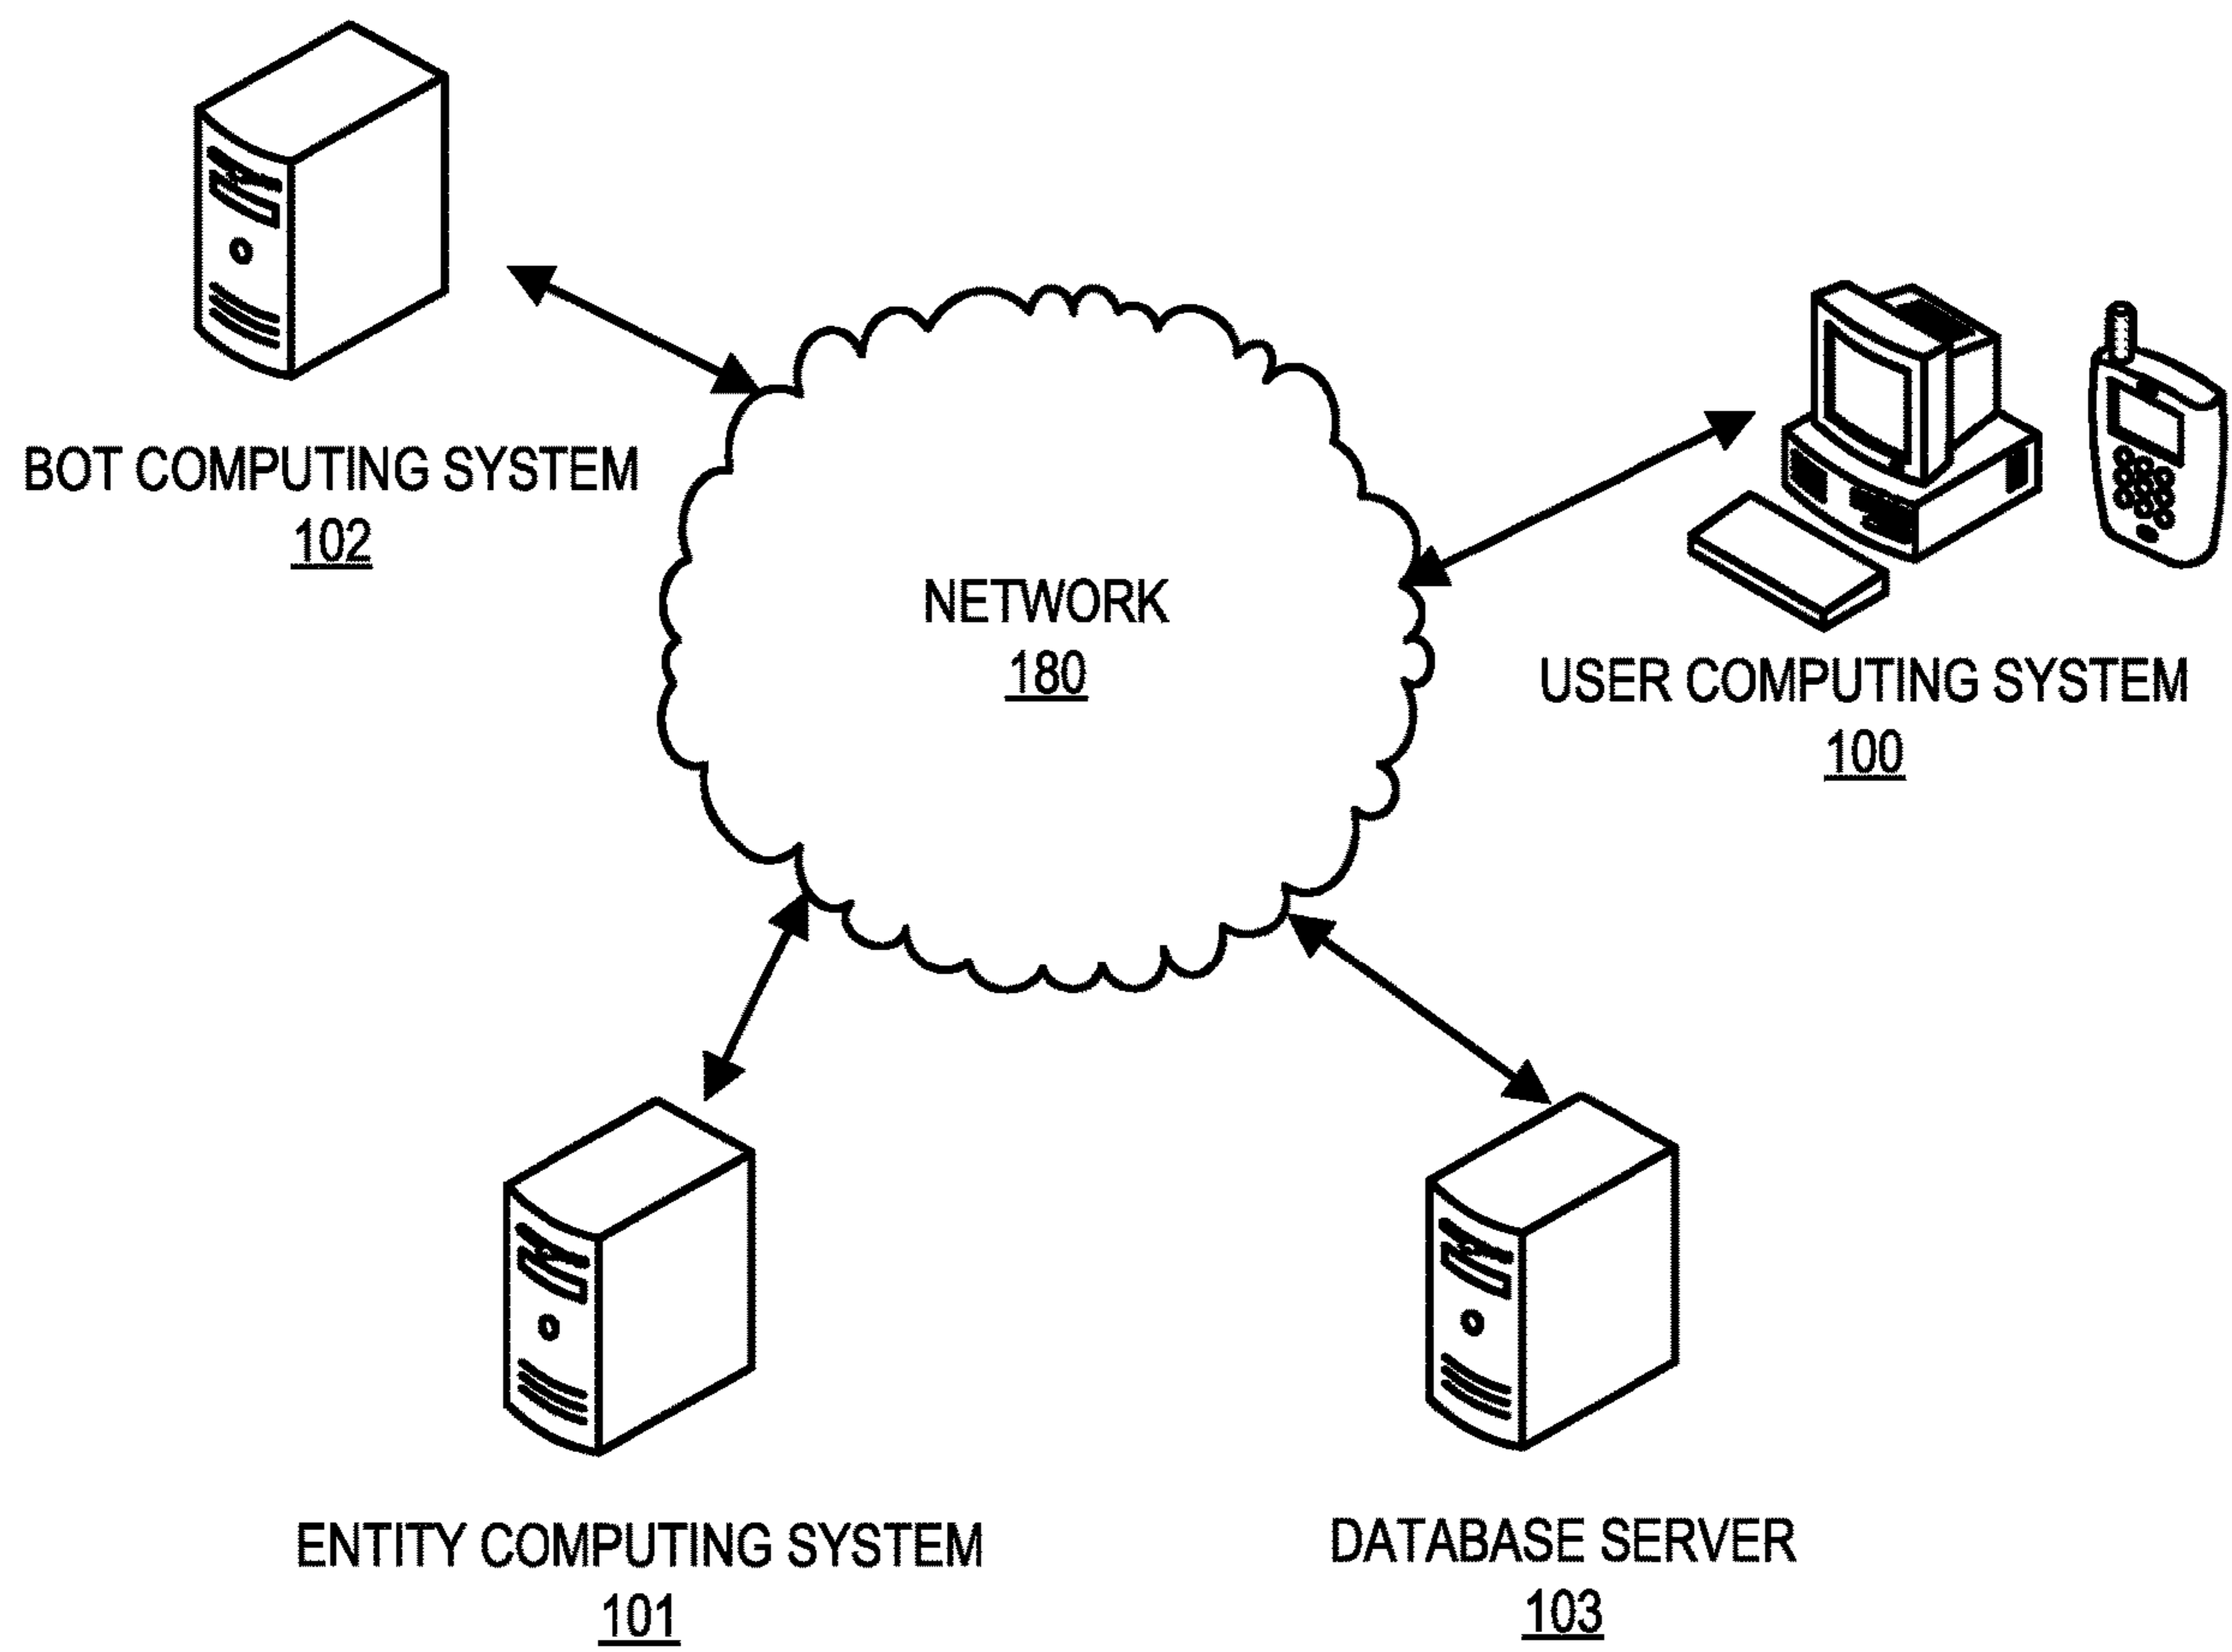 BOT COMPUTING SYSTEM
102
NETWORK
180
USER COMPUTING SYSTEM
100
ENTITY COMPUTING SYSTEM
101
DATABASE SERVER
103